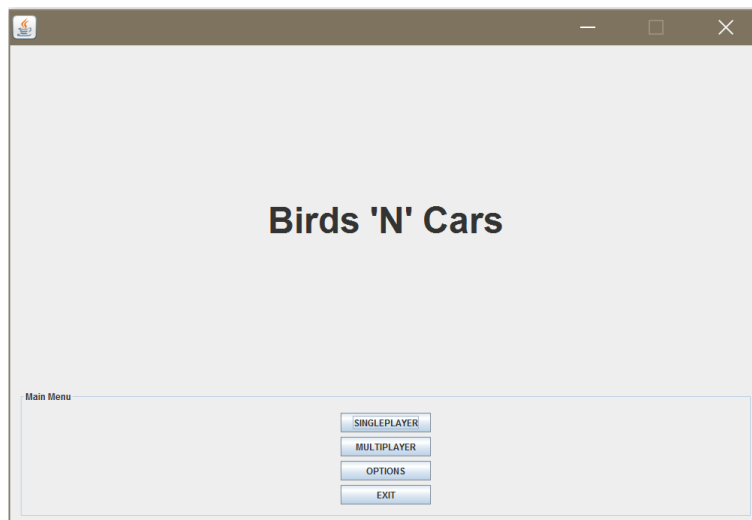 Birds 'N' Cars
Main Menu
SINGLEPLAYER
MULTIPLAYER
OPTIONS
EXIT